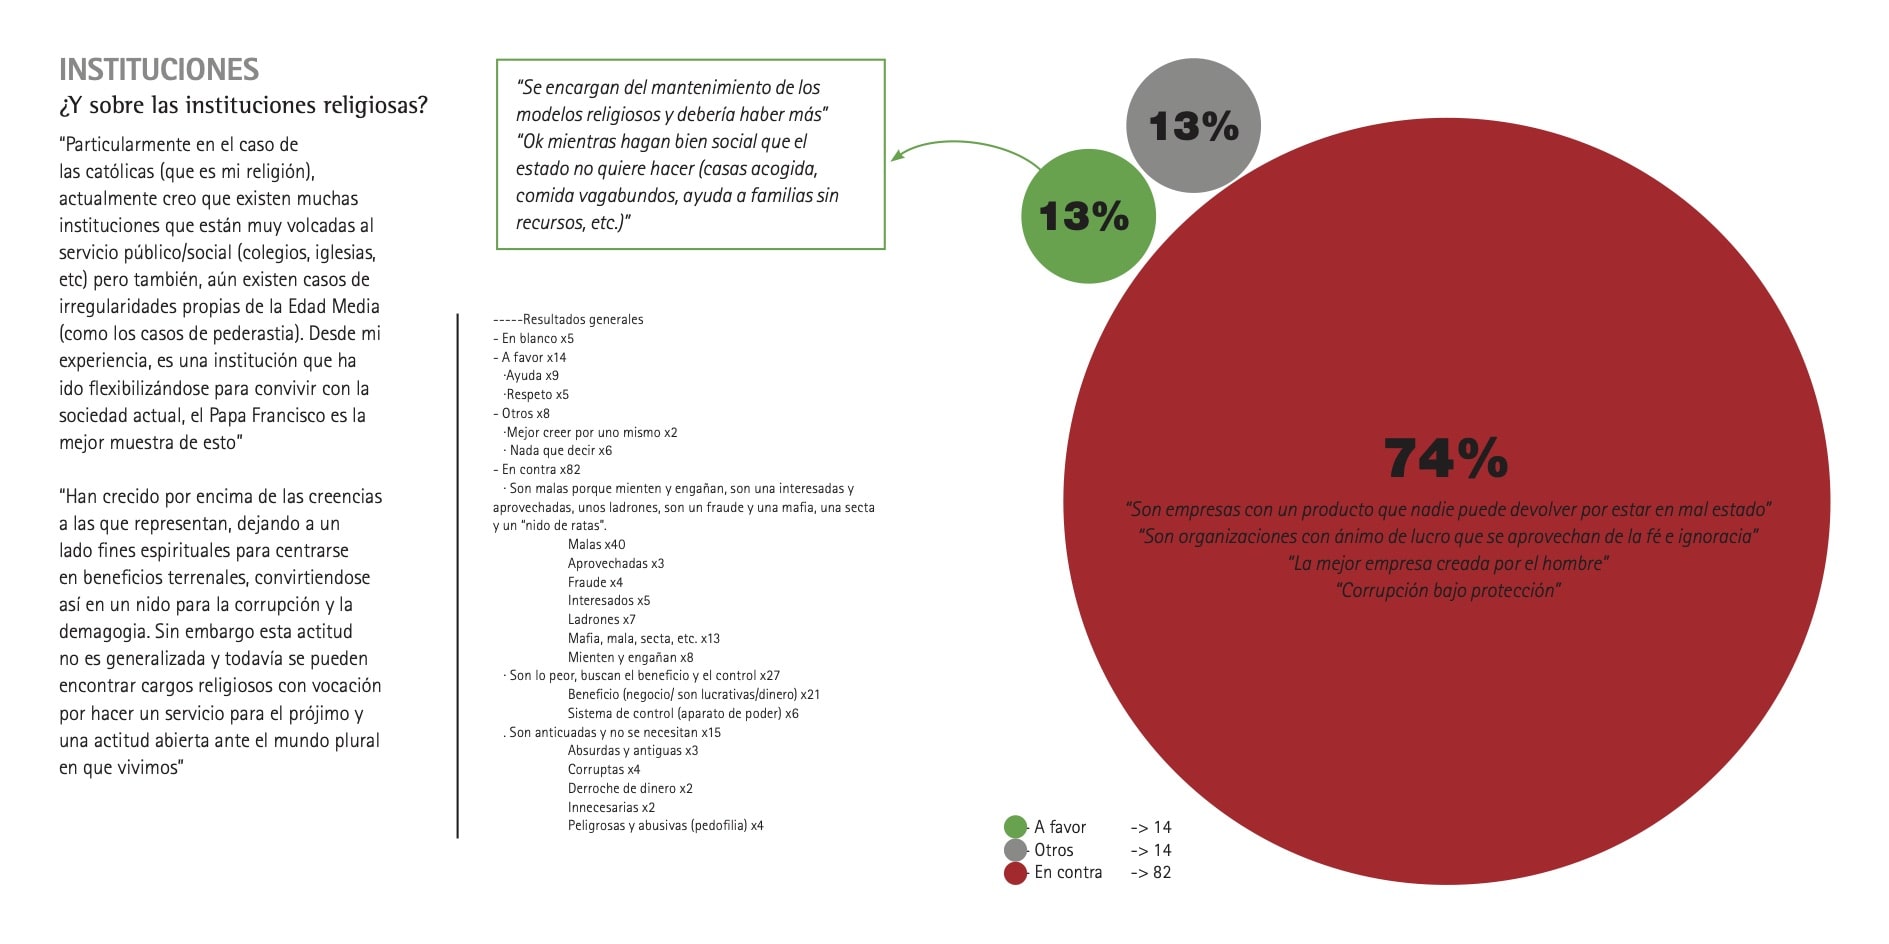 INSTITUCIONES
¿Y sobre las instituciones religiosas?
“Particularmente en el caso de
las católicas (que es mi religión),
actualmente creo que existen muchas
instituciones que están muy volcadas al
servicio público/social (colegios, iglesias,
etc) pero también, aún existen casos de
irregularidades propias de la Edad Media
(como los casos de pederastia). Desde mi
experiencia, es una institución que ha
ido flexibilizándose para convivir con la
sociedad actual, el Papa Francisco es la
mejor muestra de esto”
“Han crecido por encima de las creencias
a las que representan, dejando a un
lado fines espirituales para centrarse
en beneficios terrenales, convirtiendose
así en un nido para la corrupción y la
demagogia. Sin embargo esta actitud
no es generalizada y todavía se pueden
encontrar cargos religiosos con vocación
por hacer un servicio para el prójimo y
una actitud abierta ante el mundo plural
en que vivimos”
“Se encargan del mantenimiento de los
modelos religiosos y debería haber más”
“Ok mientras hagan bien social que el
estado no quiere hacer (casas acogida,
comida vagabundos, ayuda a familias sin
recursos, etc.)”
-----Resultados generales
- En blanco x5
- A favor x14
·Ayuda x9
·Respeto x5
- Otros x8
·Mejor creer por uno mismo x2
· Nada que decir x6
- En contra x82
· Son malas porque mienten y engañan, son una interesadas y
aprovechadas, unos ladrones, son un fraude y una mafia, una secta
y un “nido de ratas”.
Malas x40
Aprovechadas x3
Fraude x4
Interesados x5
Ladrones x7
Mafia, mala, secta, etc. x13
Mienten y engañan x8
· Son lo peor, buscan el beneficio y el control x27
Beneficio (negocio/ son lucrativas/dinero) x21
Sistema de control (aparato de poder) x6
. Son anticuadas y no se necesitan x15
Absurdas y antiguas x3
Corruptas x4
Derroche de dinero x2
Innecesarias x2
Peligrosas y abusivas (pedofilia) x4
13%
13%
74%
“Son empresas con un producto que nadie puede devolver por estar en mal estado”
“Son organizaciones con ánimo de lucro que se aprovechan de la fé e ignoracia”
“La mejor empresa creada por el hombre”
“Corrupción bajo protección”
- A favor -> 14
- Otros -> 14
- En contra -> 82